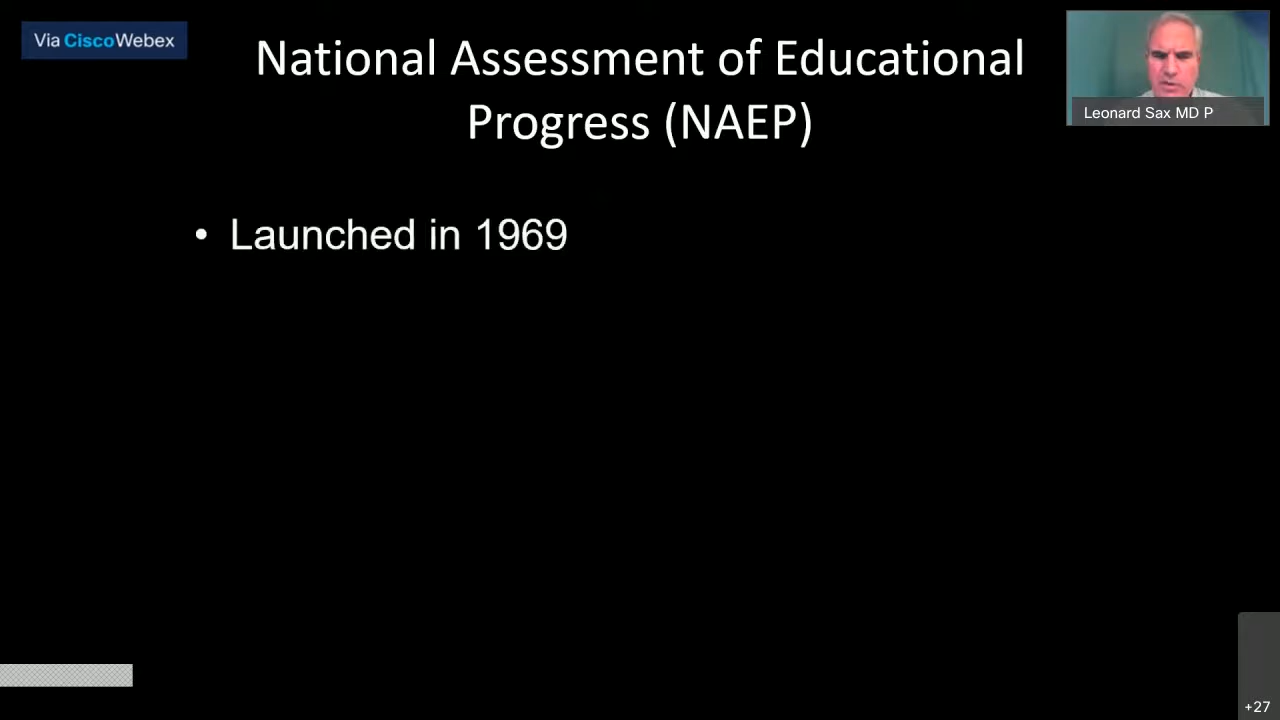 Via CiscoWebex
National Assessment of Educational
Progress (NAEP)
Leonard Sax MD P
• Launched in 1969
+27